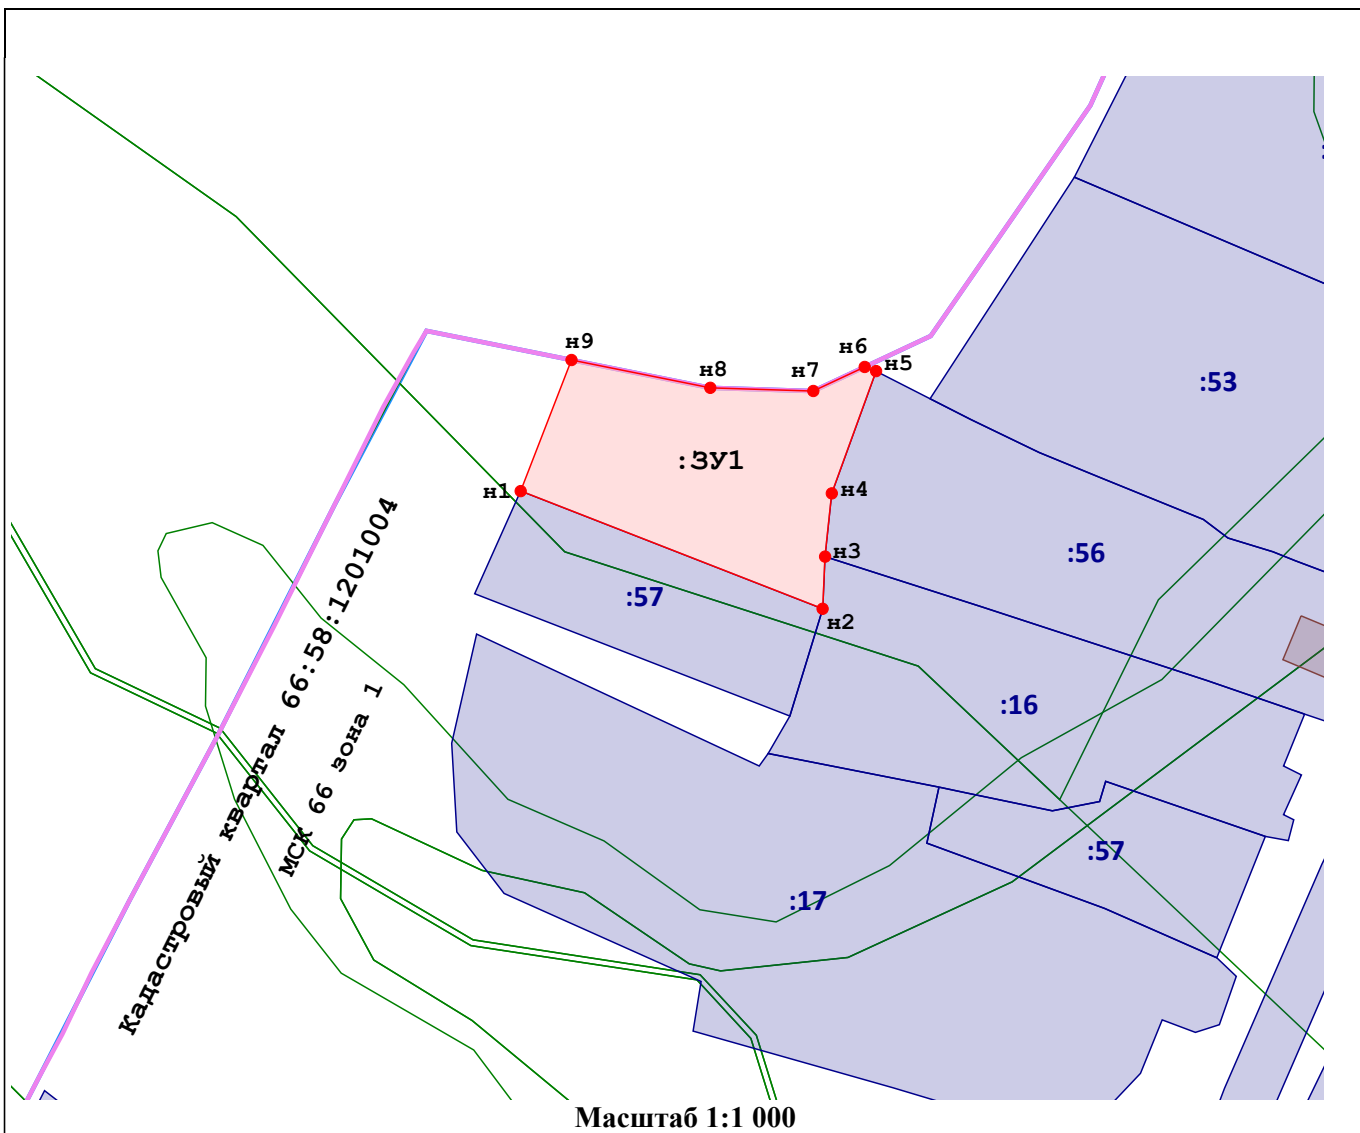 н9
н6
н5
н8
н7
:53
:ЗУ1
н1
н4
н3
:56
:57
н2
Кадастровый квартал 66:58:1201004
МСК 66 зона 1
:16
:57
:17
Масштаб 1:1 000